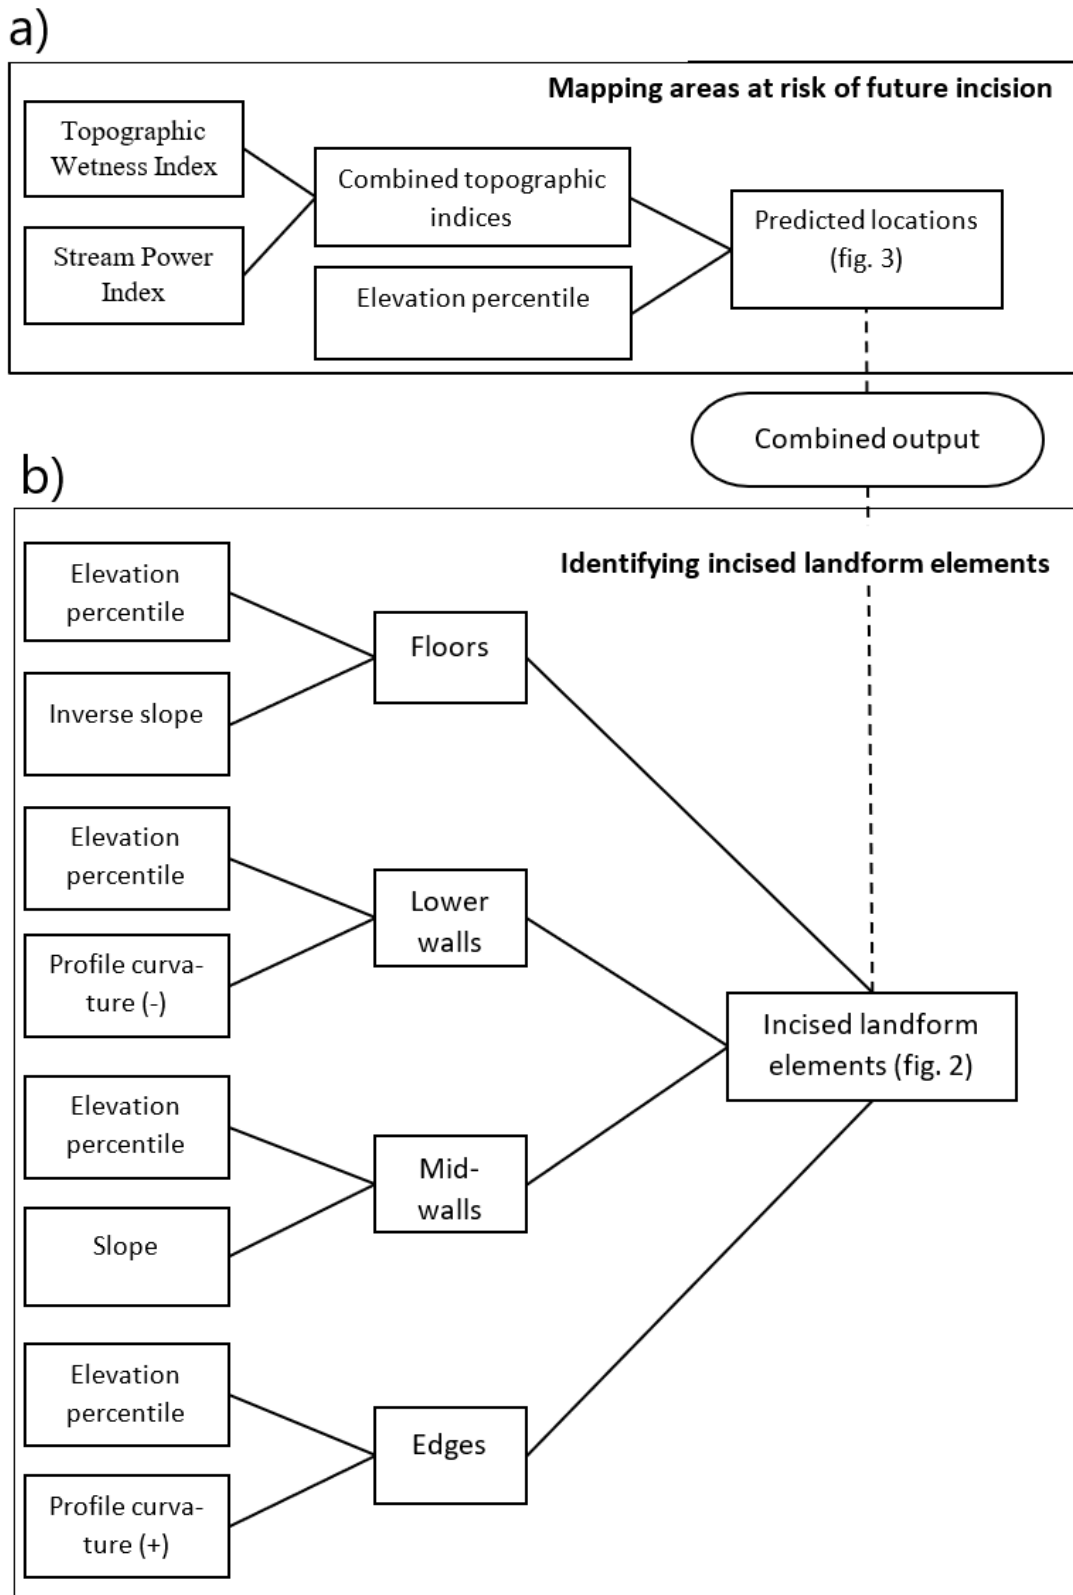 a)
Mapping areas at risk of future incision
Topographic
Wetness Index
Stream Power
Index
Combined topographic
indices
Elevation percentile
Predicted locations
(fig. 3)
Combined output
b)
Identifying incised landform elements
Elevation
percentile
Inverse slope
Floors
Elevation
percentile
Profile curva-
ture (-)
Lower
walls
Elevation
percentile
Slope
Mid-
walls
Elevation
percentile
Profile curva-
ture (+)
Edges
Incised landform
elements (fig. 2)